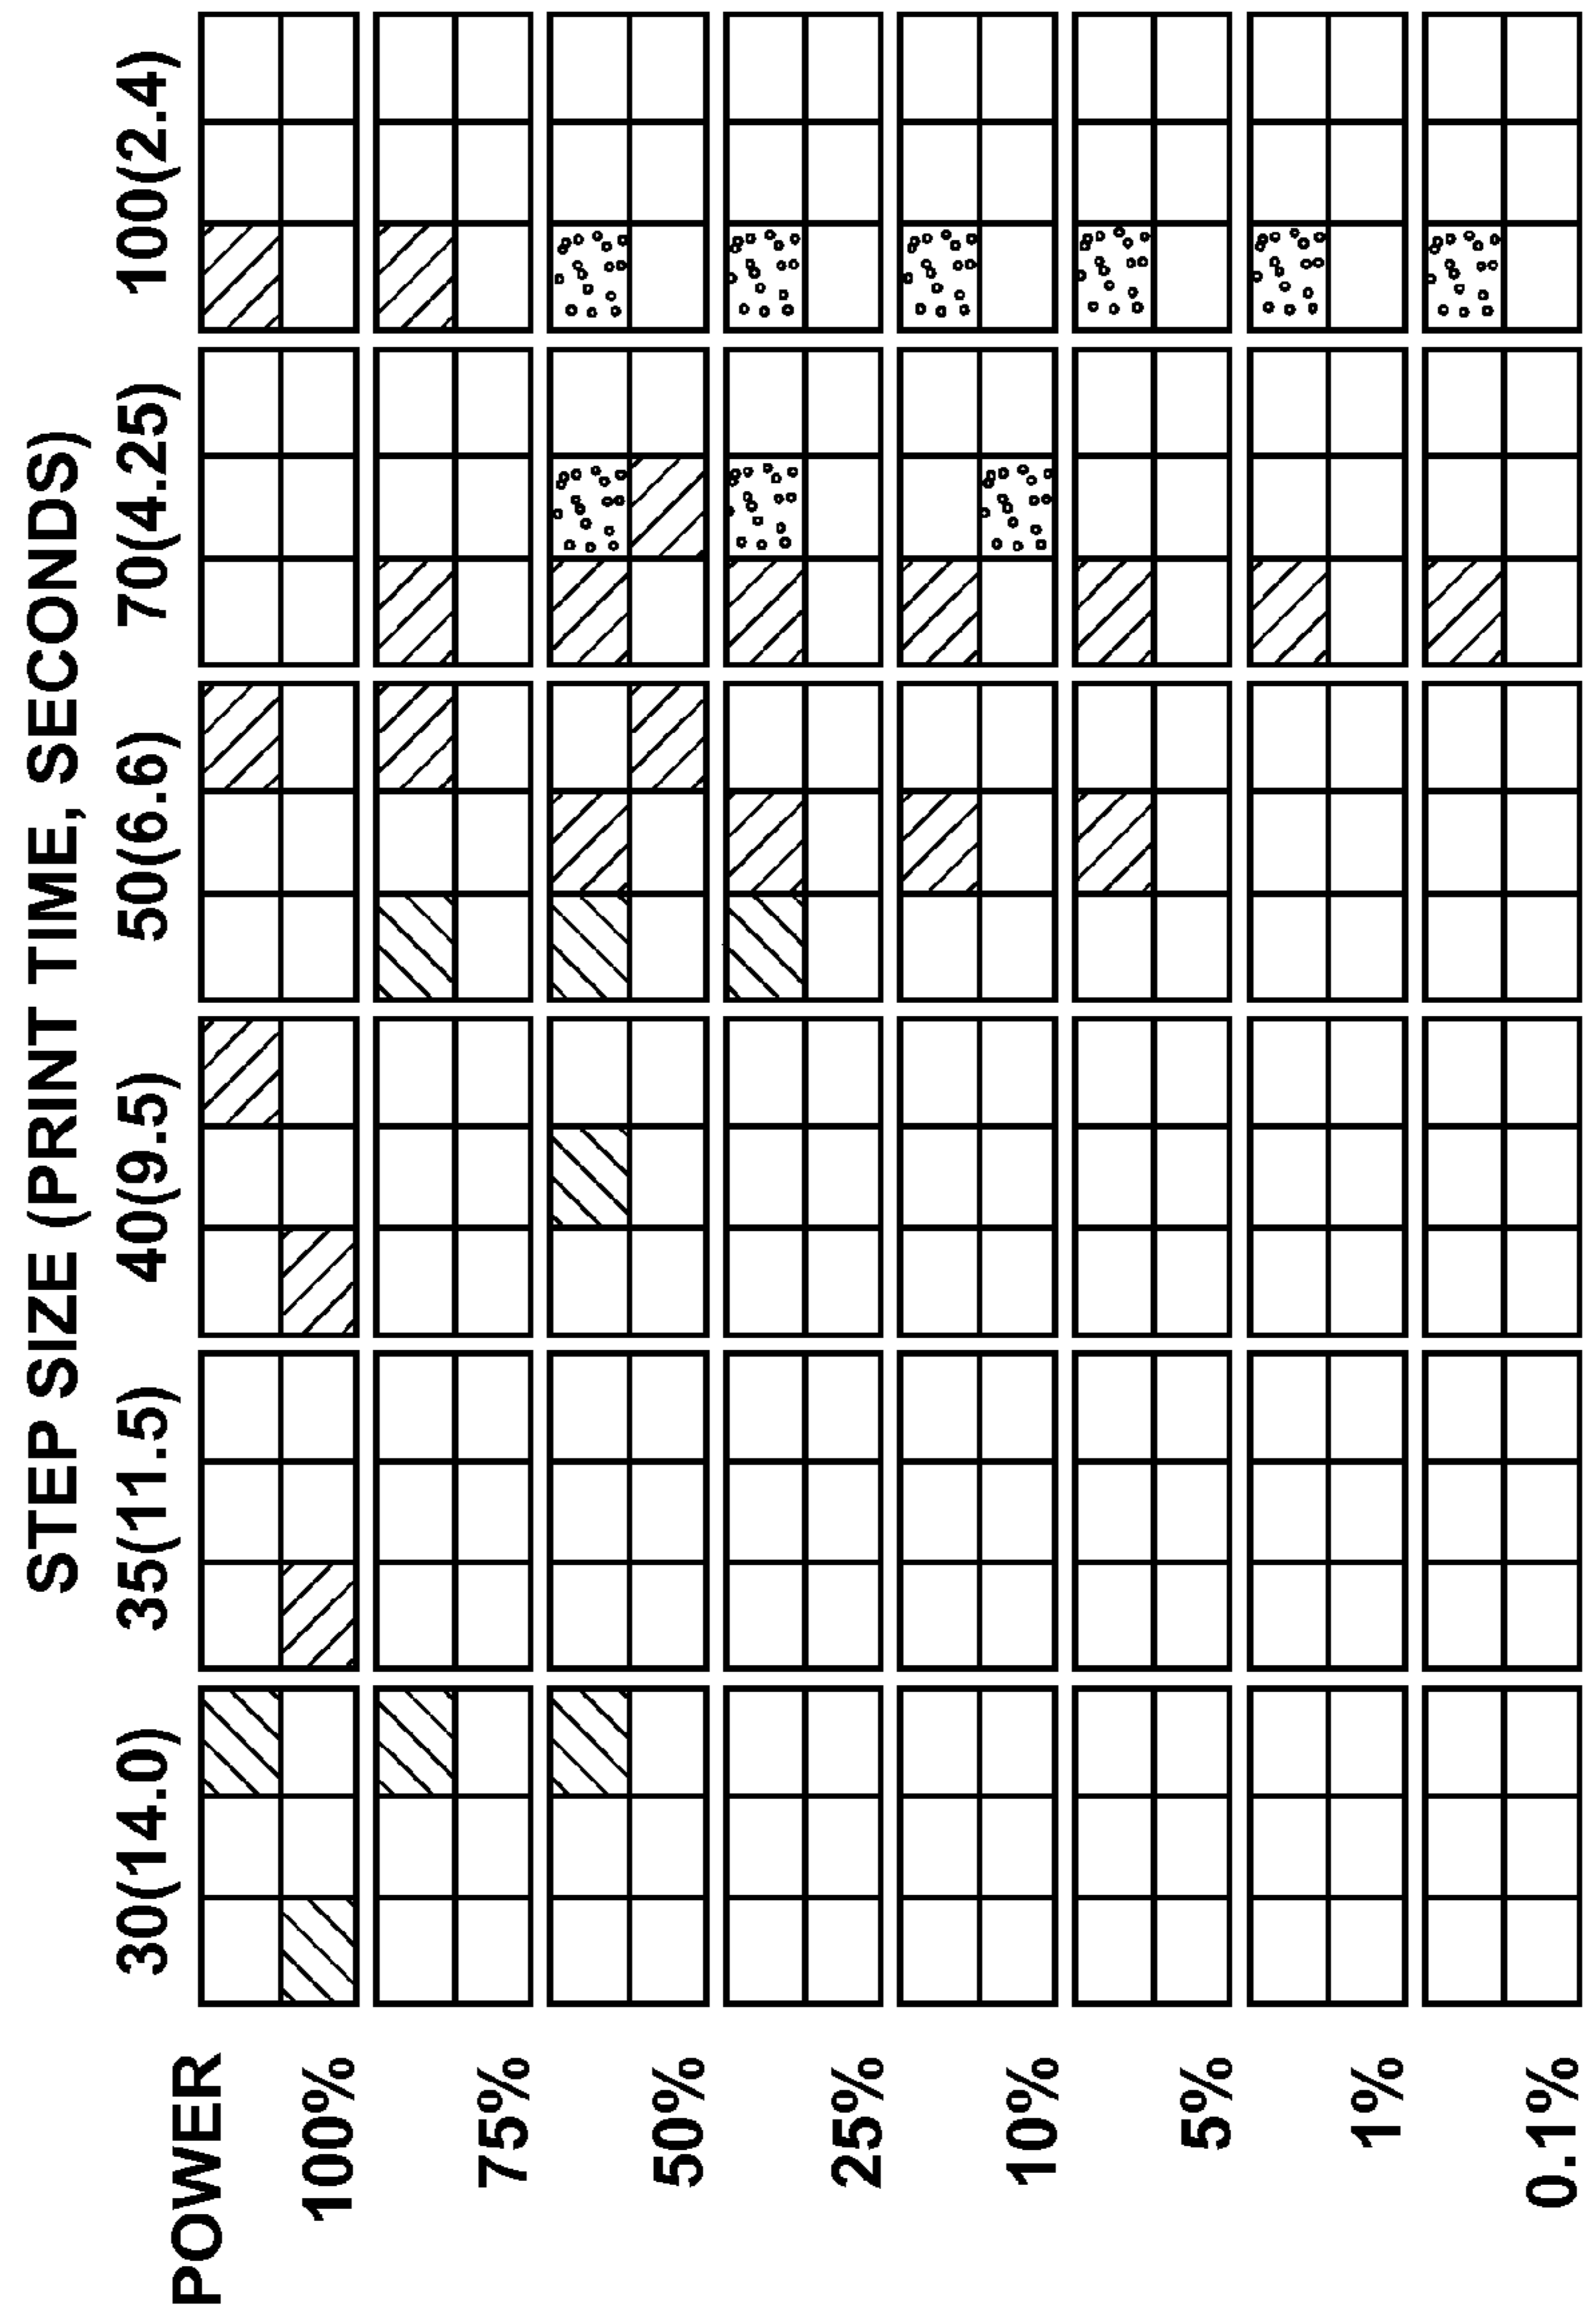 STEP SIZE (PRINT TIME, SECONDS)
POWER
30(14.0) 35(11.5) 40(9.5) 50(6.6) 70(4.25) 100(2.4)
100%
75%
50%
25%
10%
5%
1%
0.1%